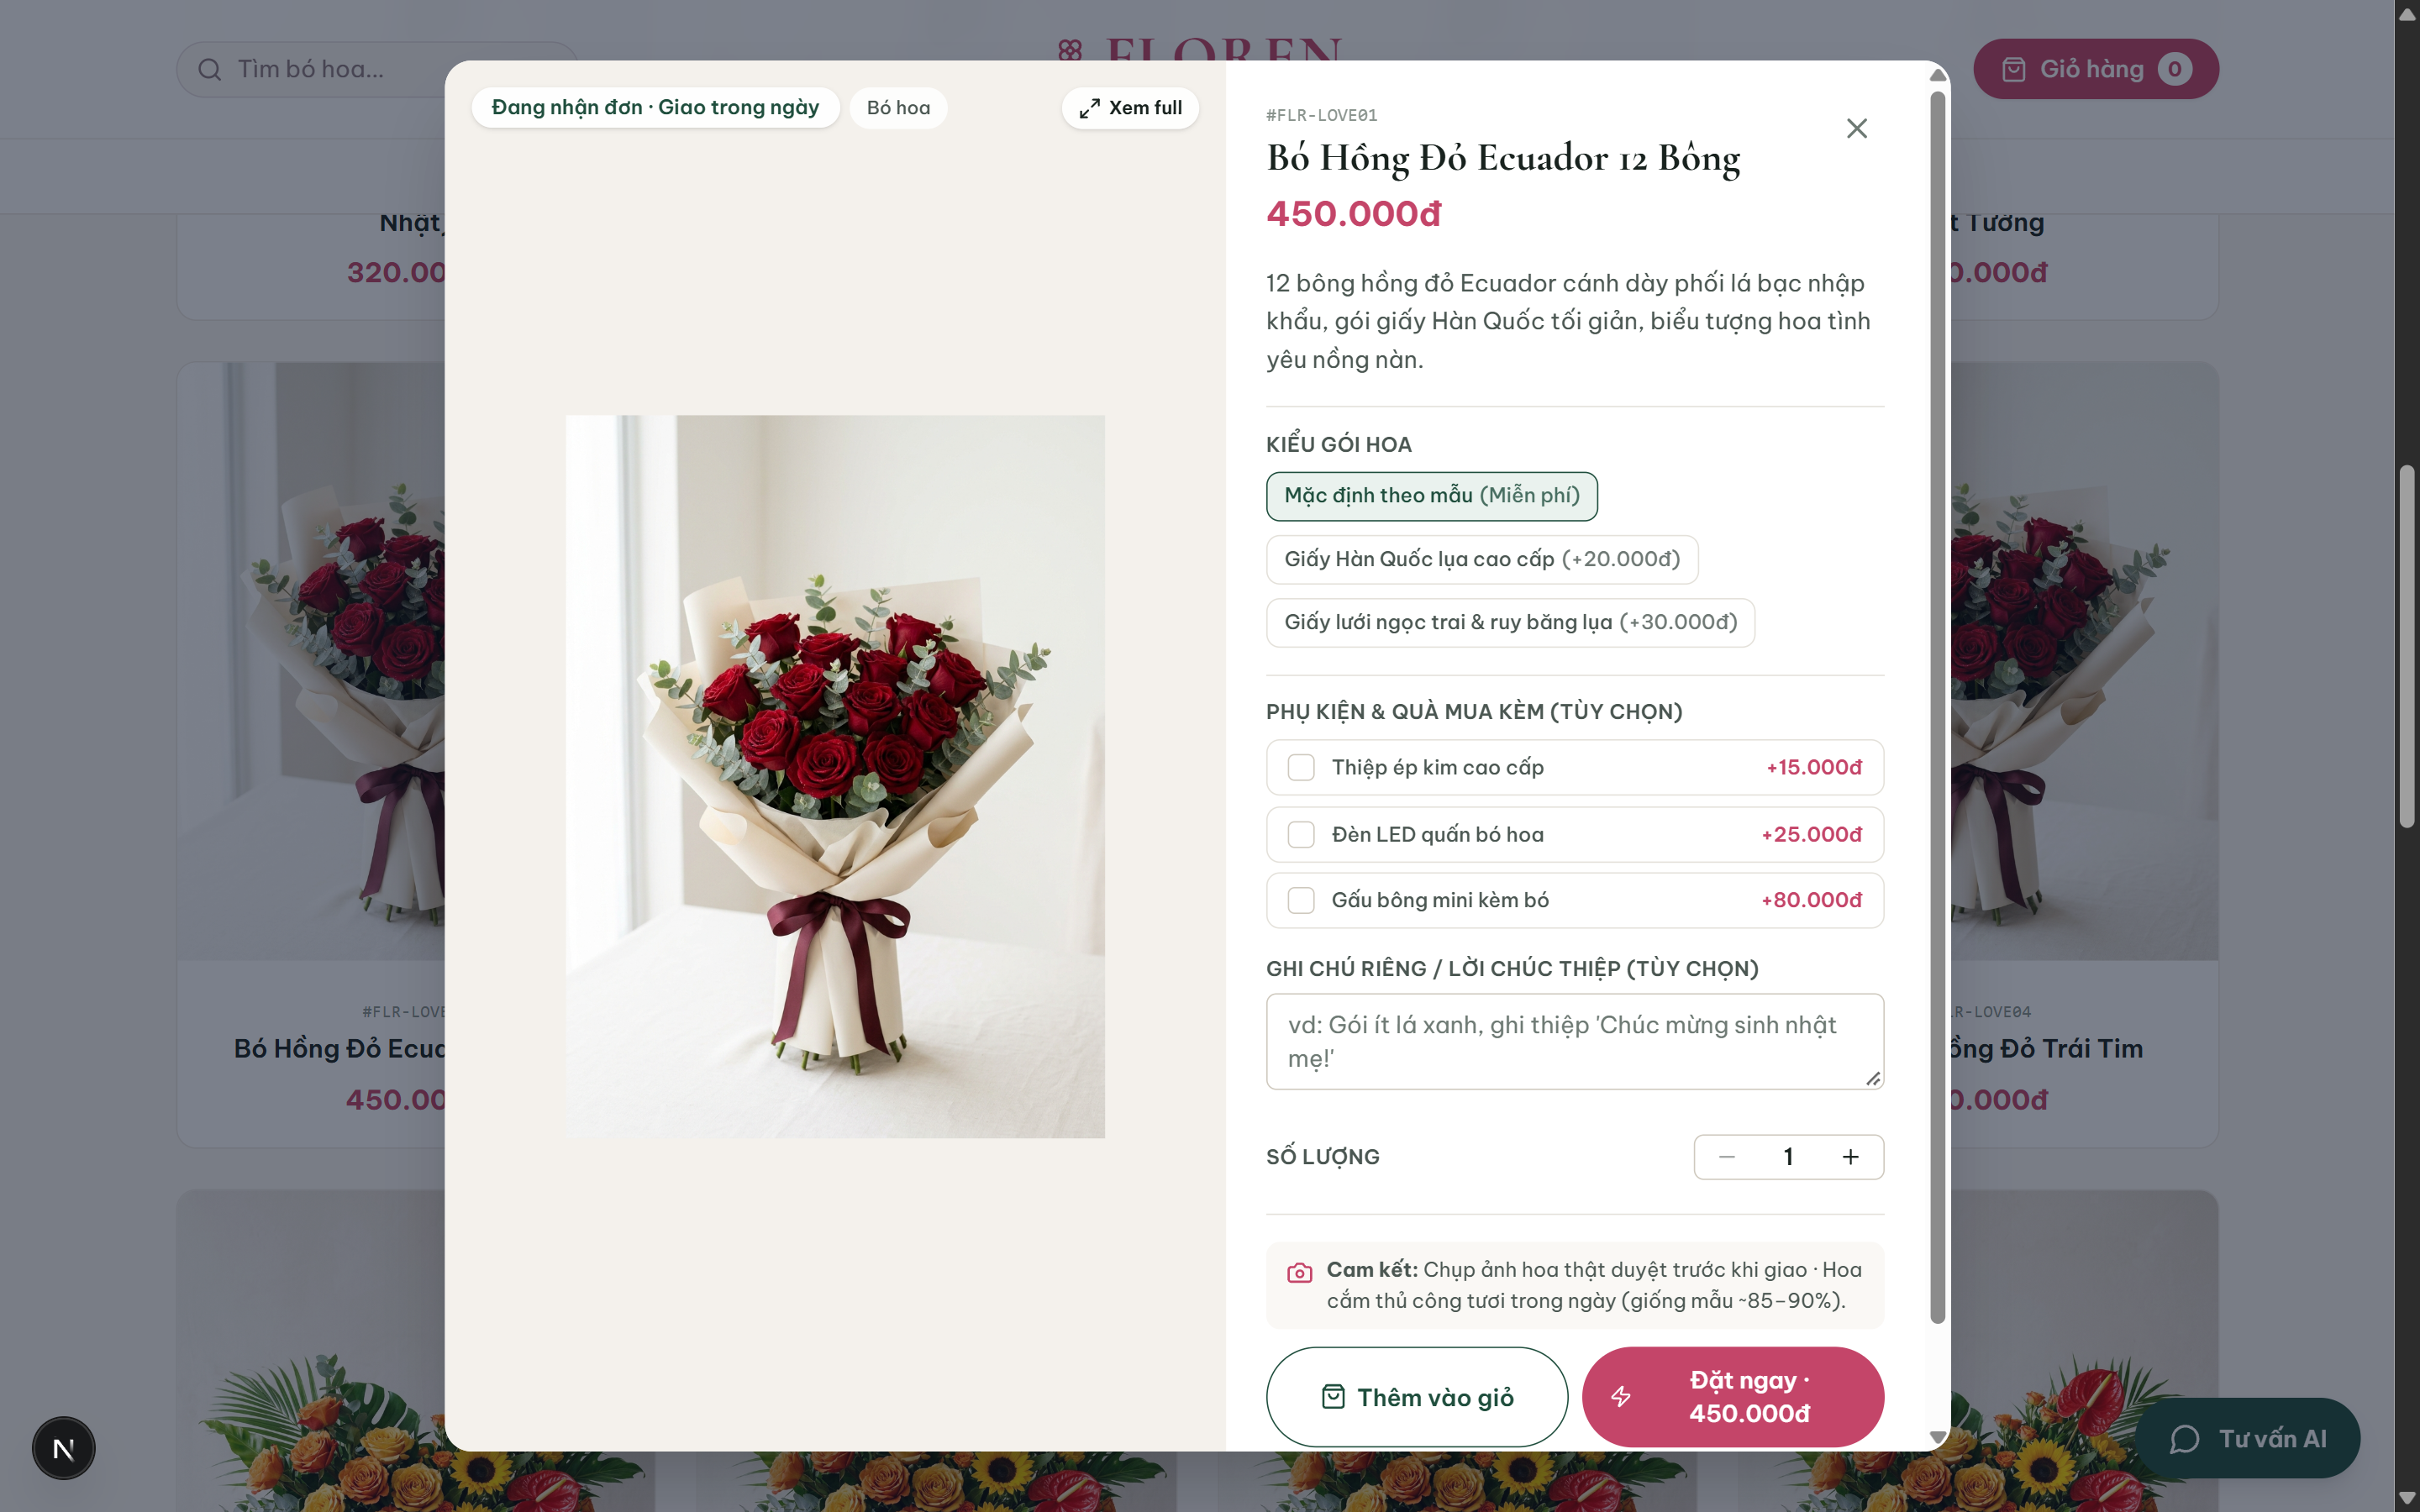 Tìm bó hoa...
FLOREN
Giỏ hàng 0
Nhật
320.00
t Tường
0.000đ
#FLR-LOVE
Bó Hồng Đỏ Ecua
450.00
R-LOVE04
ồng Đỏ Trái Tim
0.000đ
Đang nhận đơn · Giao trong ngày
Bó hoa
Xem full
#FLR-LOVE01
Bó Hồng Đỏ Ecuador 12 Bông
450.000đ
12 bông hồng đỏ Ecuador cánh dày phối lá bạc nhập
khẩu, gói giấy Hàn Quốc tối giản, biểu tượng hoa tình
yêu nồng nàn.
KIỂU GÓI HOA
Mặc định theo mẫu (Miễn phí)
Giấy Hàn Quốc lụa cao cấp (+20.000đ)
Giấy lưới ngọc trai & ruy băng lụa (+30.000đ)
PHỤ KIỆN & QUÀ MUA KÈM (TÙY CHỌN)
Thiệp ép kim cao cấp +15.000đ
Đèn LED quấn bó hoa +25.000đ
Gấu bông mini kèm bó +80.000đ
GHI CHÚ RIÊNG / LỜI CHÚC THIỆP (TÙY CHỌN)
vd: Gói ít lá xanh, ghi thiệp 'Chúc mừng sinh nhật
mẹ!'
SỐ LƯỢNG
1
Cam kết: Chụp ảnh hoa thật duyệt trước khi giao · Hoa
cắm thủ công tươi trong ngày (giống mẫu ~85–90%).
Thêm vào giỏ
Đặt ngay ·
450.000đ
N
Tư vấn AI